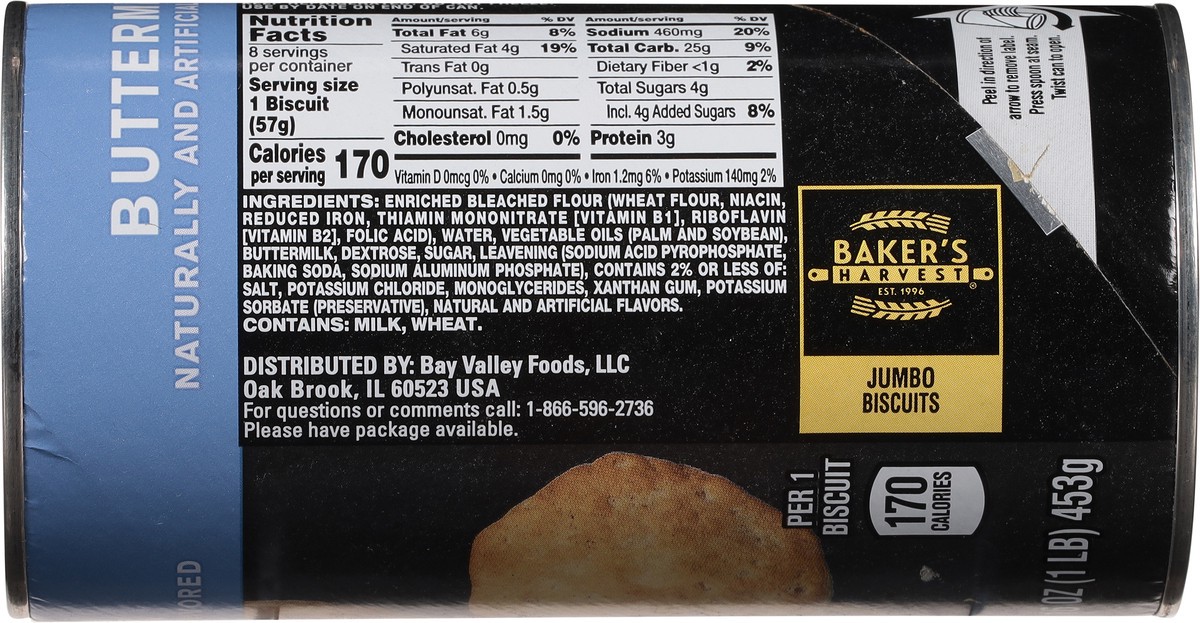 USE BY DATE ON END OF CAN.
Nutrition
Facts
8 servings
per container
Serving size
1 Biscuit
(57g)
Calories
per serving 170
Amount/serving % DV
Total Fat 6g 8%
Saturated Fat 4g 19%
Trans Fat 0g
Polyunsat. Fat 0.5g
Monounsat. Fat 1.5g
Cholesterol 0mg 0%
Amount/serving % DV
Sodium 460mg 20%
Total Carb. 25g 9%
Dietary Fiber <1g 2%
Total Sugars 4g
Incl. 4g Added Sugars 8%
Protein 3g
Vitamin D 0mcg 0% • Calcium 0mg 0% • Iron 1.2mg 6% • Potassium 140mg 2%
INGREDIENTS: ENRICHED BLEACHED FLOUR (WHEAT FLOUR, NIACIN,
REDUCED IRON, THIAMIN MONONITRATE [VITAMIN B1], RIBOFLAVIN
[VITAMIN B2], FOLIC ACID), WATER, VEGETABLE OILS (PALM AND SOYBEAN),
BUTTERMILK, DEXTROSE, SUGAR, LEAVENING (SODIUM ACID PYROPHOSPHATE,
BAKING SODA, SODIUM ALUMINUM PHOSPHATE), CONTAINS 2% OR LESS OF:
SALT, POTASSIUM CHLORIDE, MONOGLYCERIDES, XANTHAN GUM, POTASSIUM
SORBATE (PRESERVATIVE), NATURAL AND ARTIFICIAL FLAVORS.
CONTAINS: MILK, WHEAT.
DISTRIBUTED BY: Bay Valley Foods, LLC
Oak Brook, IL 60523 USA
For questions or comments call: 1-866-596-2736
Please have package available.
BUTTERM
NATURALLY AND ARTIFICIAL
ORED
Peel in direction of
arrow to remove label.
Press spoon at seam.
Twist can to open.
BAKER'S
HARVEST®
EST. 1996
JUMBO
BISCUITS
PER 1
BISCUIT
170
CALORIES
OZ (1 LB) 453g